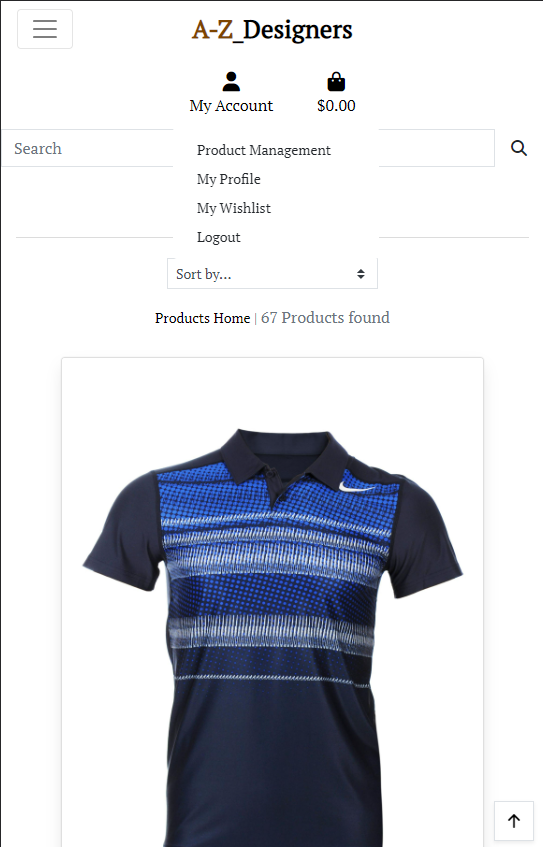 A-Z_Designers
My Account
$0.00
Search
Product Management
My Profile
My Wishlist
Logout
Sort by...
Products Home | 67 Products found